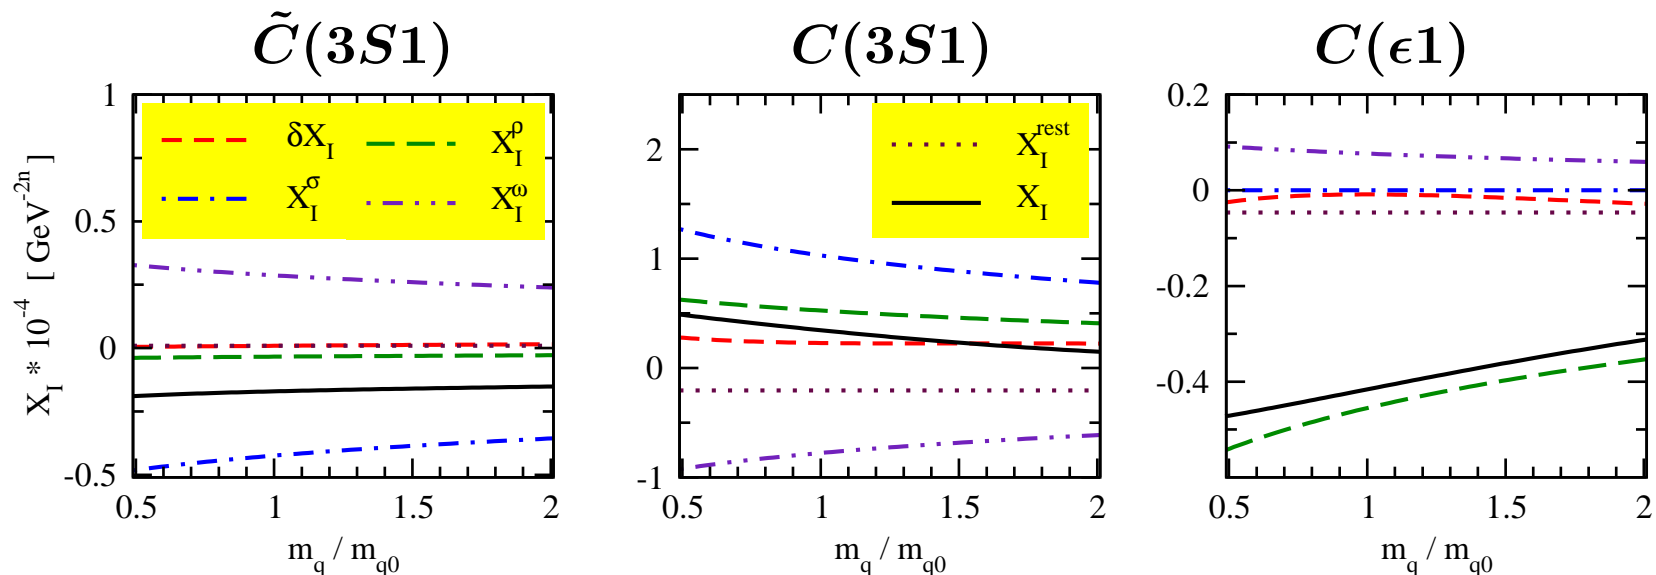 C̃(3S1) C(3S1) C(ϵ1)
1 2 0.2
δX_I X_I^ρ X_I^rest
X_I^σ X_I^ω X_I
0.5 1 0
0 0 -0.2
-0.4
-0.5 -1
X_I * 10^-4 [ GeV^-2n ]
0.5 1 1.5 2 0.5 1 1.5 2 0.5 1 1.5 2
m_q / m_q0 m_q / m_q0 m_q / m_q0